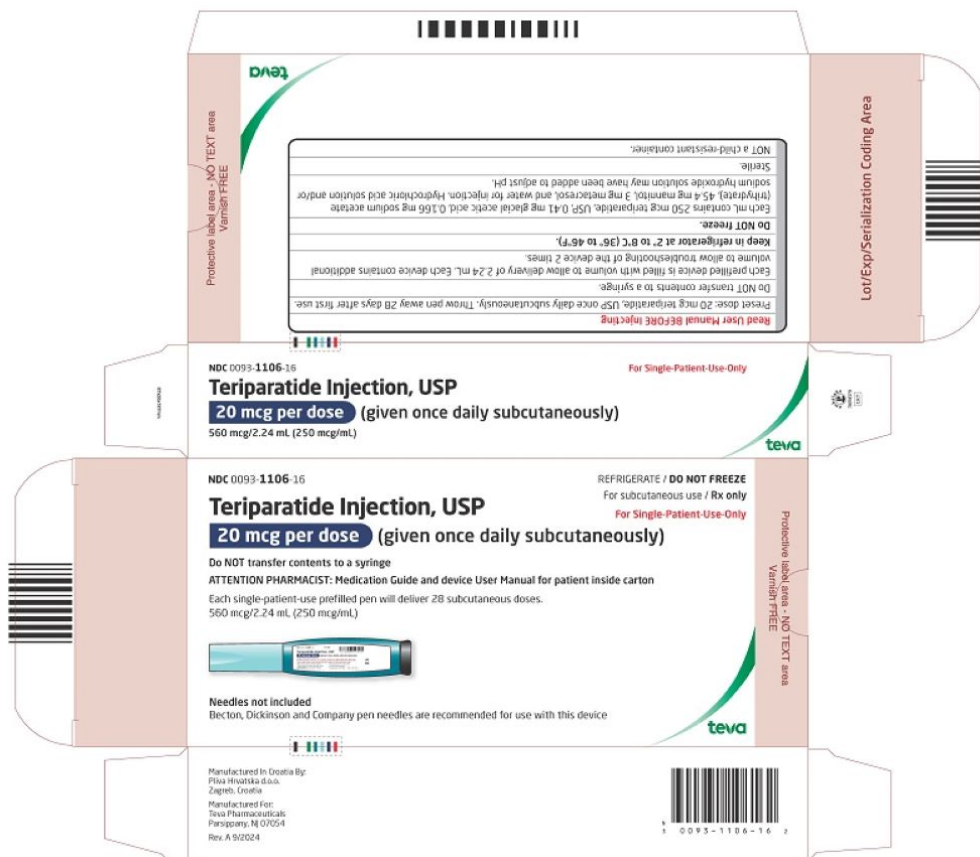 teva
Protective label area - NO TEXT area
Varnish FREE
Lot/Exp/Serialization Coding Area
Read User Manual BEFORE Injecting
Preset dose: 20 mcg teriparatide, USP once daily subcutaneously. Throw pen away 28 days after first use.
Do NOT transfer contents to a syringe.
Each prefilled device is filled with volume to allow delivery of 2.24 mL. Each device contains additional
volume to allow troubleshooting of the device 2 times.
Keep in refrigerator at 2° to 8°C (36° to 46°F).
Do NOT freeze.
Each mL contains 250 mcg teriparatide, USP, 0.41 mg glacial acetic acid, 0.166 mg sodium acetate
(trihydrate), 45.4 mg mannitol, 3 mg metacresol, and water for injection. Hydrochloric acid solution and/or
sodium hydroxide solution may have been added to adjust pH.
Sterile.
NOT a child-resistant container.
NDC 0093-1106-16
For Single-Patient-Use-Only
Teriparatide Injection, USP
20 mcg per dose (given once daily subcutaneously)
560 mcg/2.24 mL (250 mcg/mL)
teva
NDC 0093-1106-16
REFRIGERATE / DO NOT FREEZE
For subcutaneous use / Rx only
For Single-Patient-Use-Only
Teriparatide Injection, USP
20 mcg per dose (given once daily subcutaneously)
Do NOT transfer contents to a syringe
ATTENTION PHARMACIST: Medication Guide and device User Manual for patient inside carton
Each single-patient-use prefilled pen will deliver 28 subcutaneous doses.
560 mcg/2.24 mL (250 mcg/mL)
Teriparatide Injection, USP
Needles not included
Becton, Dickinson and Company pen needles are recommended for use with this device
teva
Protective label area - NO TEXT area
Varnish FREE
Manufactured In Croatia By:
Pliva Hrvatska d.o.o.
Zagreb, Croatia
Manufactured For:
Teva Pharmaceuticals
Parsippany, NJ 07054
Rev. A 9/2024
3 0093-1106-16 2